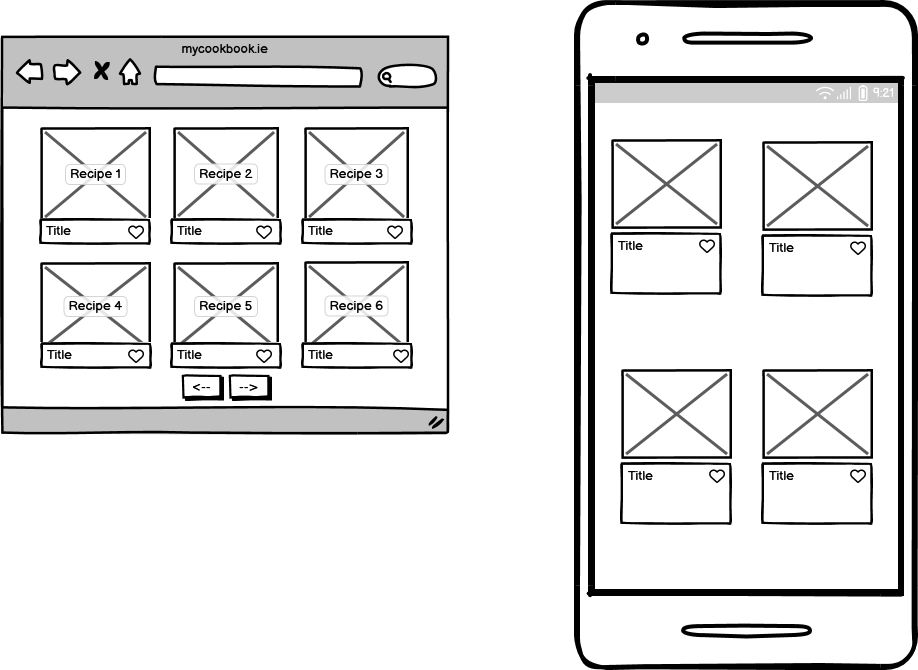 mycookbook.ie
Recipe 1
Recipe 2
Recipe 3
Title
Title
Title
Recipe 4
Recipe 5
Recipe 6
Title
Title
Title
<--
-->
9:21
Title
Title
Title
Title